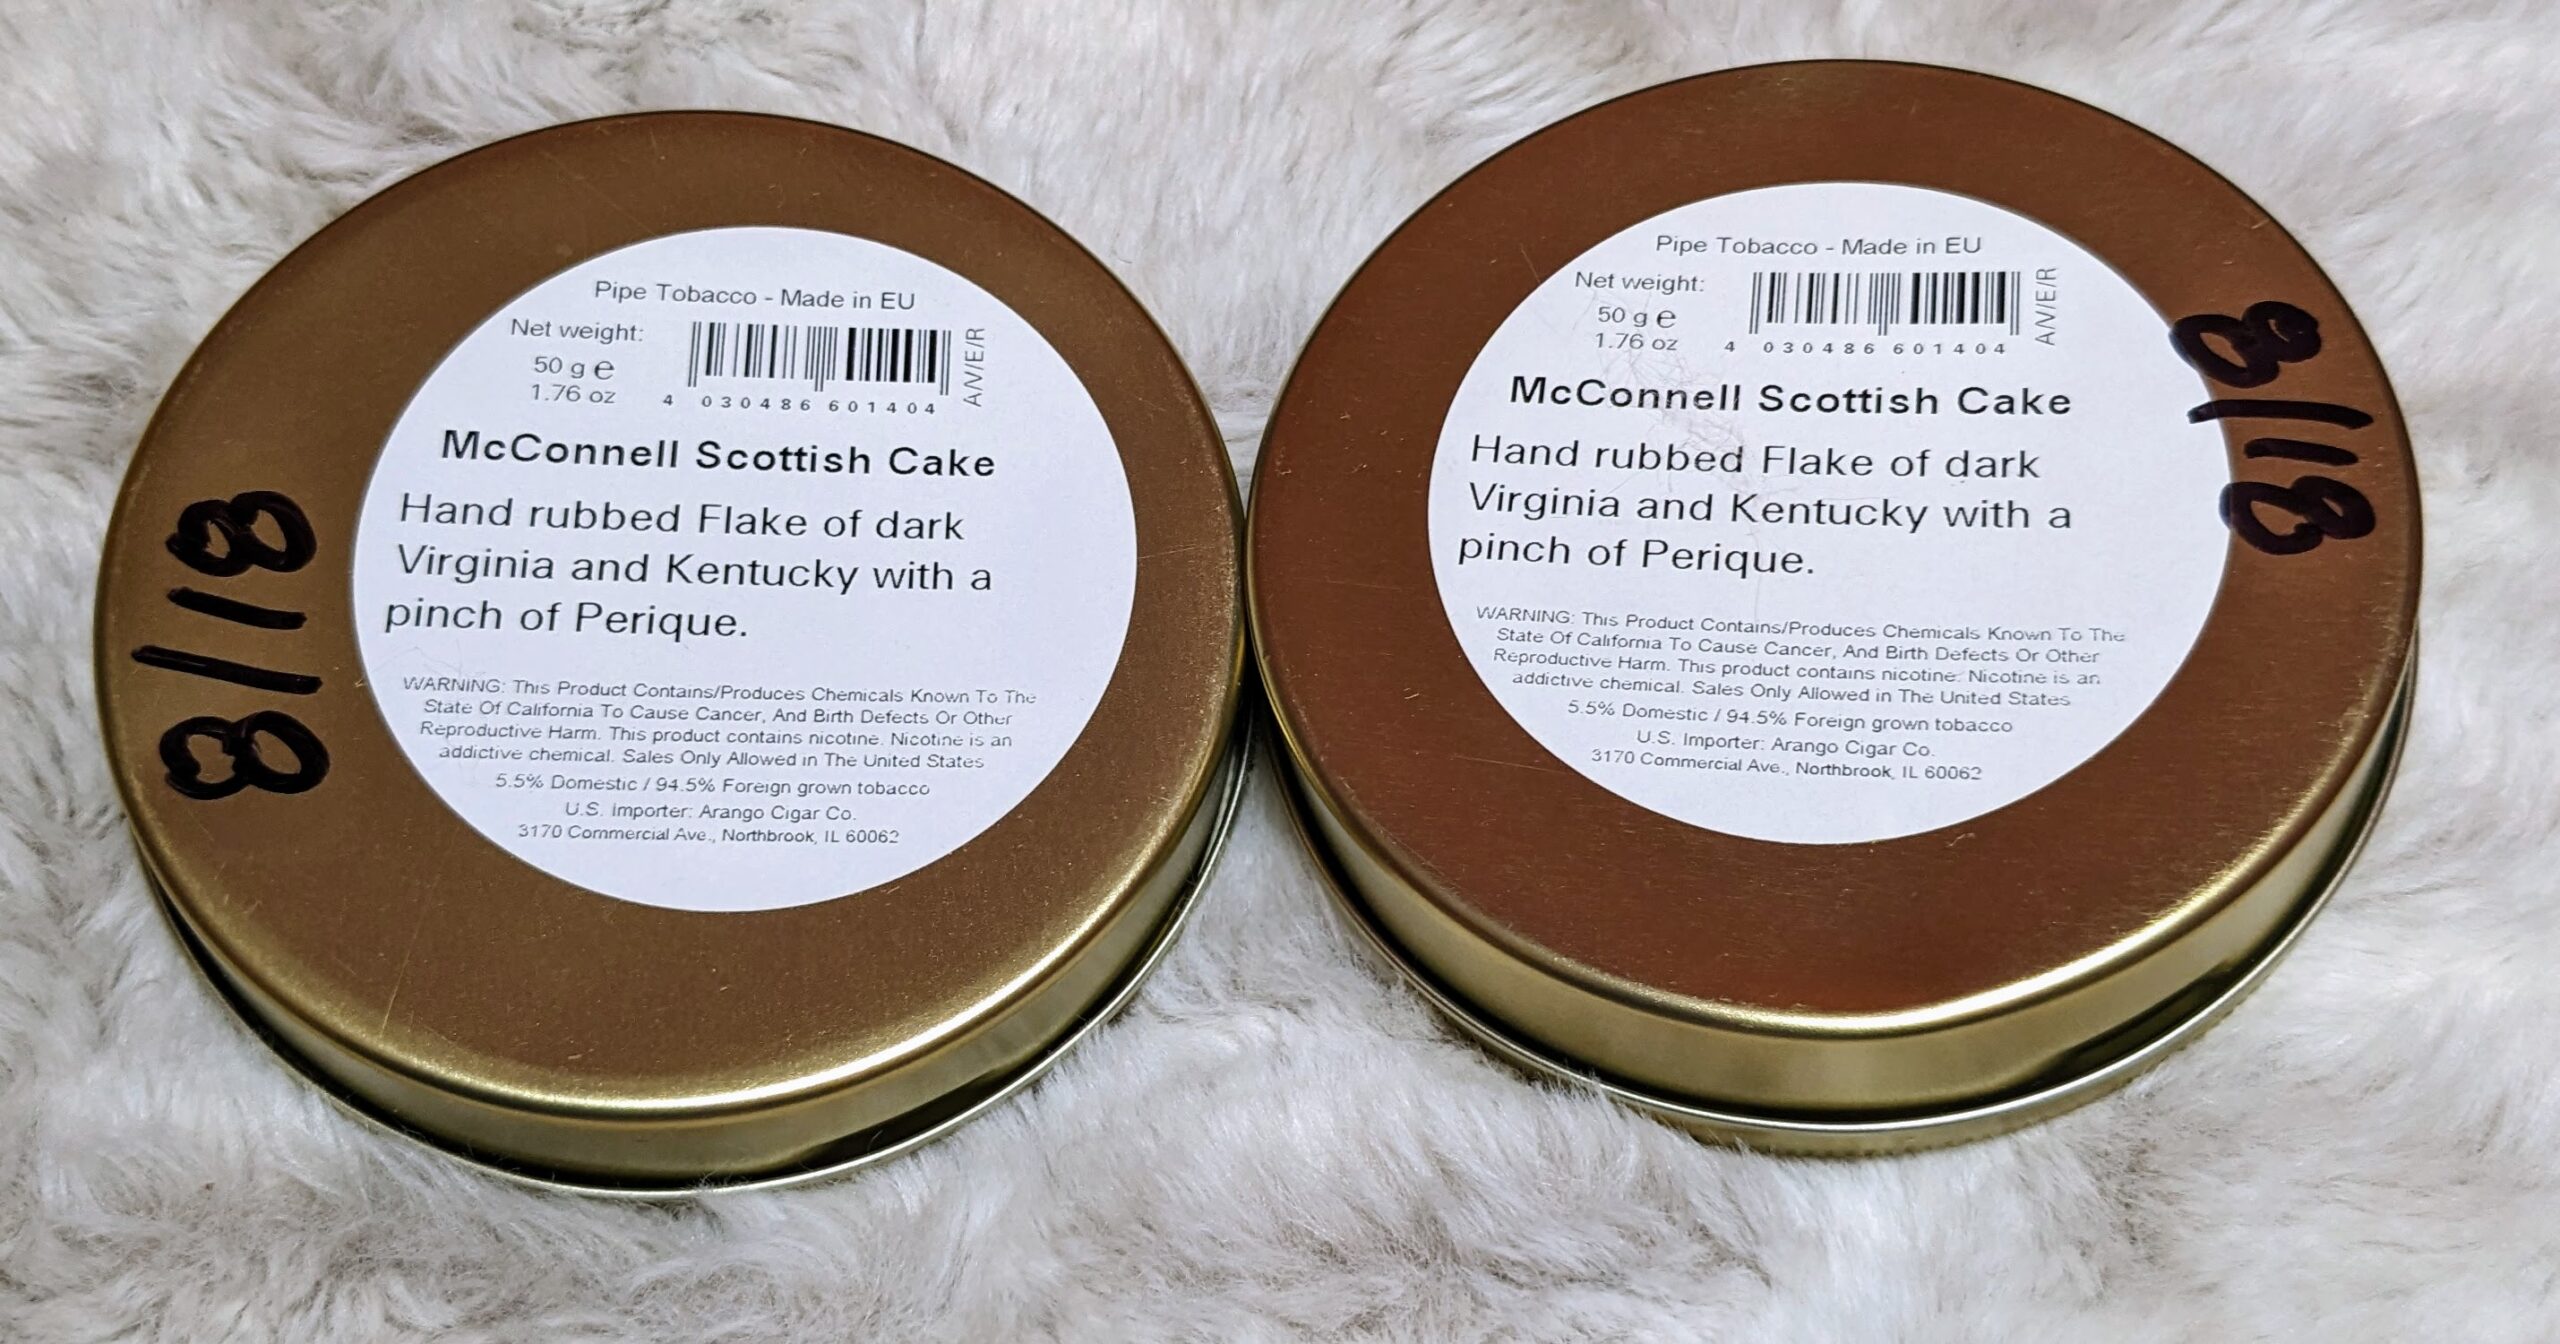 Pipe Tobacco - Made in EU
Net weight:
50 g e
1.76 oz
4 030486 601404
A/V/E/R
McConnell Scottish Cake
Hand rubbed Flake of dark
Virginia and Kentucky with a
pinch of Perique.
WARNING: This Product Contains/Produces Chemicals Known To The
State Of California To Cause Cancer, And Birth Defects Or Other
Reproductive Harm. This product contains nicotine. Nicotine is an
addictive chemical. Sales Only Allowed in The United States
5.5% Domestic / 94.5% Foreign grown tobacco
U.S. Importer: Arango Cigar Co.
3170 Commercial Ave., Northbrook, IL 60062
8/18
Pipe Tobacco - Made in EU
Net weight:
50 g e
1.76 oz
4 030486 601404
A/V/E/R
McConnell Scottish Cake
Hand rubbed Flake of dark
Virginia and Kentucky with a
pinch of Perique.
WARNING: This Product Contains/Produces Chemicals Known To The
State Of California To Cause Cancer, And Birth Defects Or Other
Reproductive Harm. This product contains nicotine. Nicotine is an
addictive chemical. Sales Only Allowed in The United States
5.5% Domestic / 94.5% Foreign grown tobacco
U.S. Importer: Arango Cigar Co.
3170 Commercial Ave., Northbrook, IL 60062
8/18